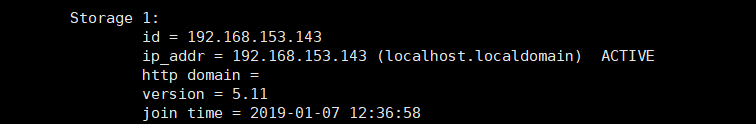 Storage 1:
id = 192.168.153.143
ip_addr = 192.168.153.143 (localhost.localdomain)  ACTIVE
http domain =
version = 5.11
join time = 2019-01-07 12:36:58